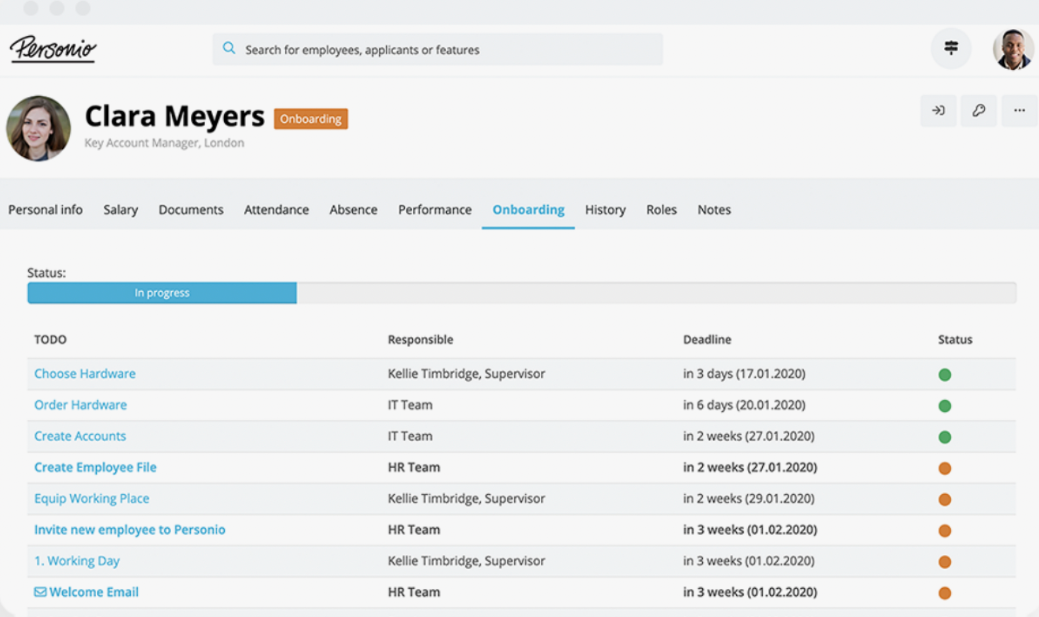 Personio
Search for employees, applicants or features
Clara Meyers Onboarding
Key Account Manager, London
Personal info Salary Documents Attendance Absence Performance Onboarding History Roles Notes
Status:
In progress
TODO Responsible Deadline Status
Choose Hardware Kellie Timbridge, Supervisor in 3 days (17.01.2020)
Order Hardware IT Team in 6 days (20.01.2020)
Create Accounts IT Team in 2 weeks (27.01.2020)
Create Employee File HR Team in 2 weeks (27.01.2020)
Equip Working Place Kellie Timbridge, Supervisor in 2 weeks (29.01.2020)
Invite new employee to Personio HR Team in 3 weeks (01.02.2020)
1. Working Day Kellie Timbridge, Supervisor in 3 weeks (01.02.2020)
Welcome Email HR Team in 3 weeks (01.02.2020)